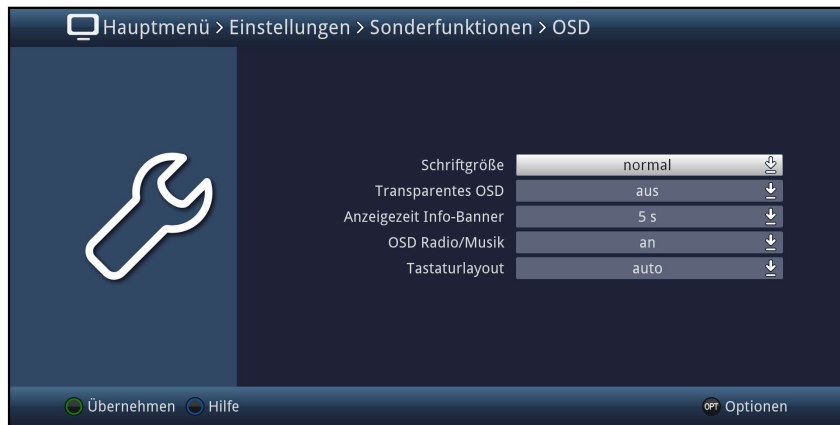 Hauptmenü > Einstellungen > Sonderfunktionen > OSD
Schriftgröße normal
Transparentes OSD aus
Anzeigezeit Info-Banner 5 s
OSD Radio/Musik an
Tastaturlayout auto
Übernehmen Hilfe OPT Optionen